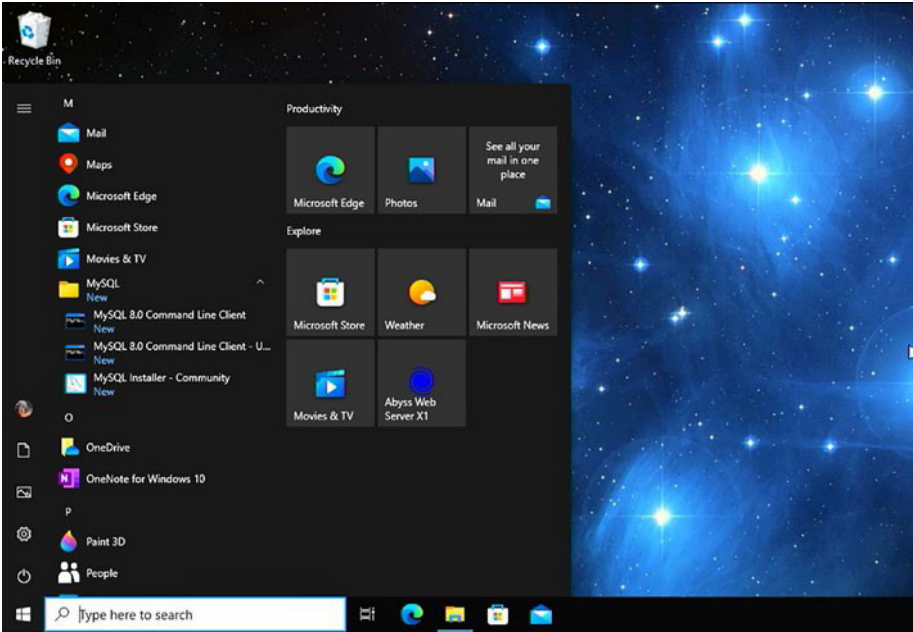 Recycle Bin
M
Mail
Maps
Microsoft Edge
Microsoft Store
Movies & TV
MySQL
New
MySQL 8.0 Command Line Client
New
MySQL 8.0 Command Line Client - U...
New
MySQL Installer - Community
New
O
OneDrive
OneNote for Windows 10
P
Paint 3D
People
Productivity
Microsoft Edge
Photos
See all your
mail in one
place
Mail
Explore
Microsoft Store
Weather
Microsoft News
Movies & TV
Abyss Web
Server X1
Type here to search